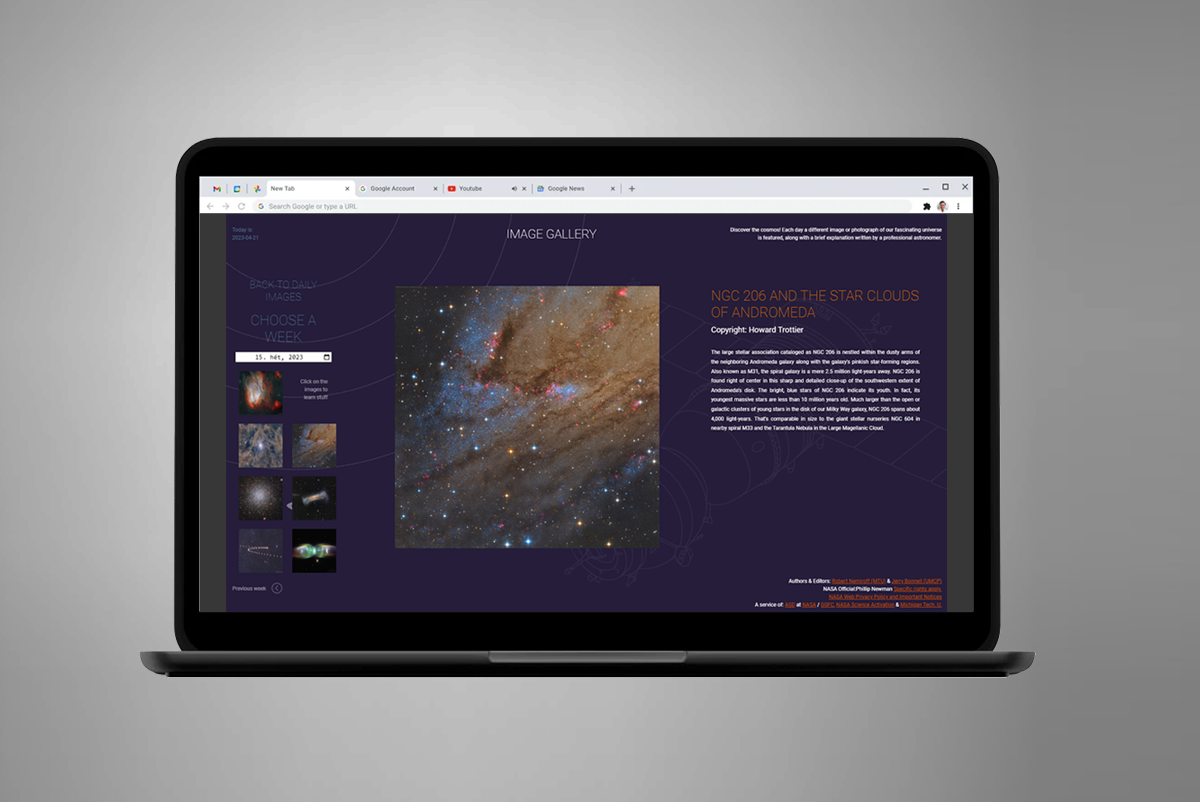 New Tab
Google Account
Youtube
Google News
Search Google or type a URL
Today is
2023-04-21
IMAGE GALLERY
Discover the cosmos! Each day a different image or photograph of our fascinating universe
is featured, along with a brief explanation written by a professional astronomer.
BACK TO DAILY
IMAGES
CHOOSE A
WEEK
15. hét, 2023
Click on the
images to
learn stuff
Previous week
NGC 206 AND THE STAR CLOUDS
OF ANDROMEDA
Copyright: Howard Trottier
The large stellar association cataloged as NGC 206 is nestled within the dusty arms of
the neighboring Andromeda galaxy along with the galaxy's pinkish star-forming regions.
Also known as M31, the spiral galaxy is a mere 2.5 million light-years away. NGC 206 is
found right of center in this sharp and detailed close-up of the southwestern extent of
Andromeda's disk. The bright, blue stars of NGC 206 indicate its youth. In fact, its
youngest massive stars are less than 10 million years old. Much larger than the open or
galactic clusters of young stars in the disk of our Milky Way galaxy, NGC 206 spans about
4,000 light-years. That's comparable in size to the giant stellar nurseries NGC 604 in
nearby spiral M33 and the Tarantula Nebula in the Large Magellanic Cloud.
Authors & Editors: Robert Nemiroff (MTU) & Jerry Bonnell (UMCP)
NASA Official:Phillip Newman Specific rights apply.
NASA Web Privacy Policy and Important Notices
A service of: ASD at NASA / GSFC NASA Science Activation & Michigan Tech. U.